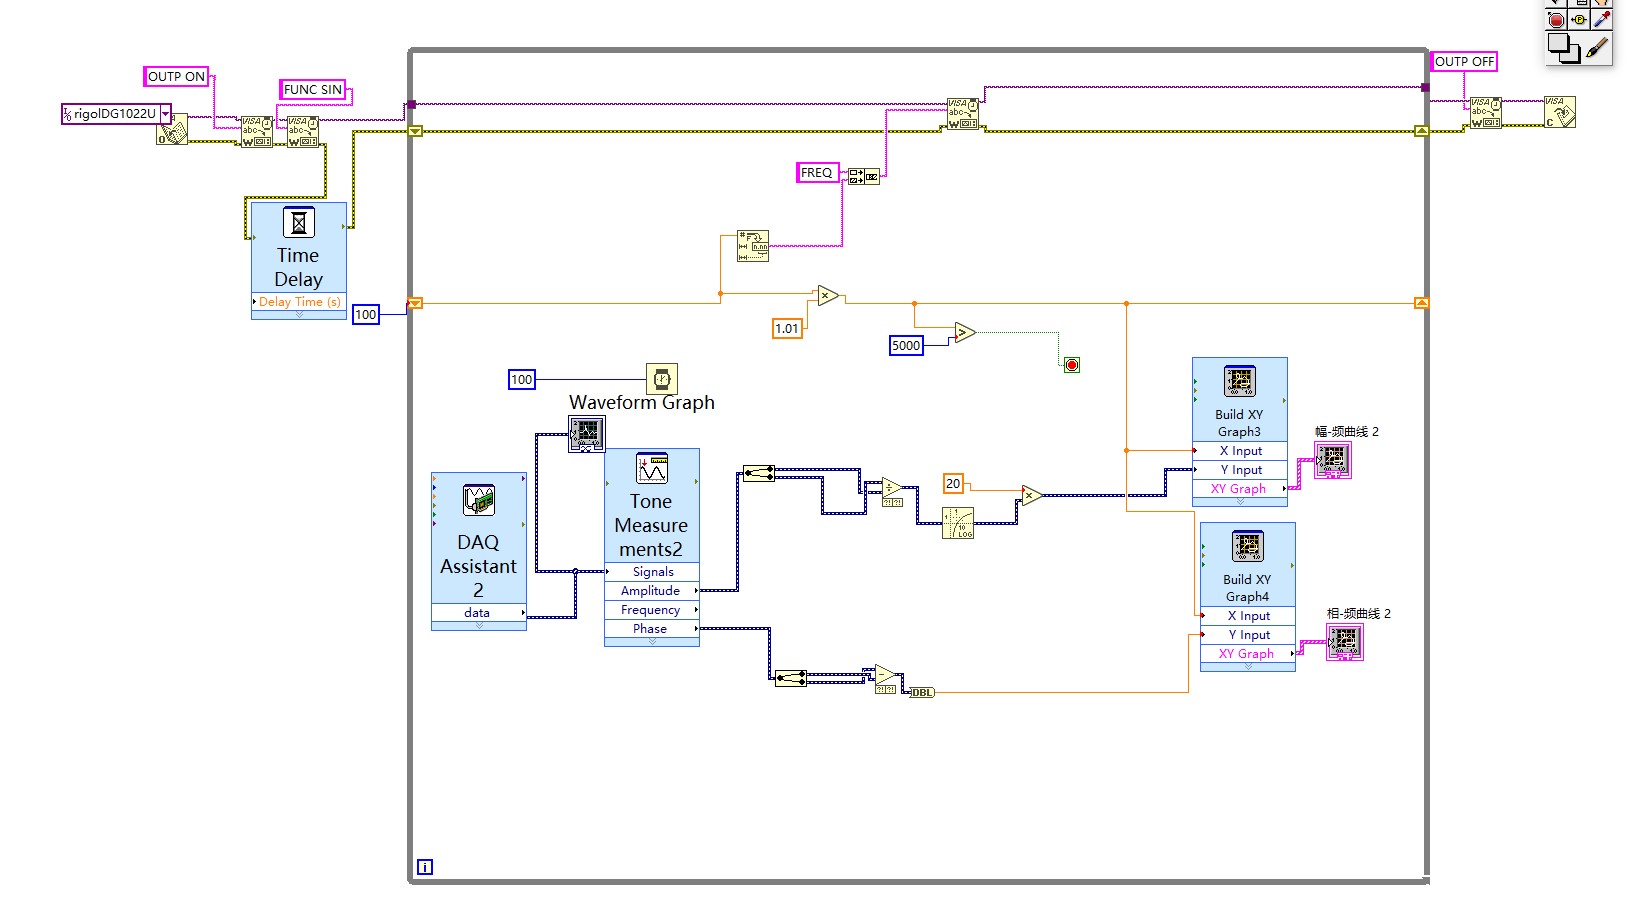 OUTP ON
FUNC SIN
OUTP OFF
rigolDG1022U
VISA
abc
W
VISA
abc
W
VISA
abc
W
VISA
abc
W
VISA
C
FREQ
Time
Delay
Delay Time (s)
100
1.01
5000
100
Waveform Graph
DAQ
Assistant
2
data
Tone
Measure
ments2
Signals
Amplitude
Frequency
Phase
20
LOG
DBL
Build XY
Graph3
X Input
Y Input
XY Graph
幅-频曲线 2
Build XY
Graph4
X Input
Y Input
XY Graph
相-频曲线 2
i